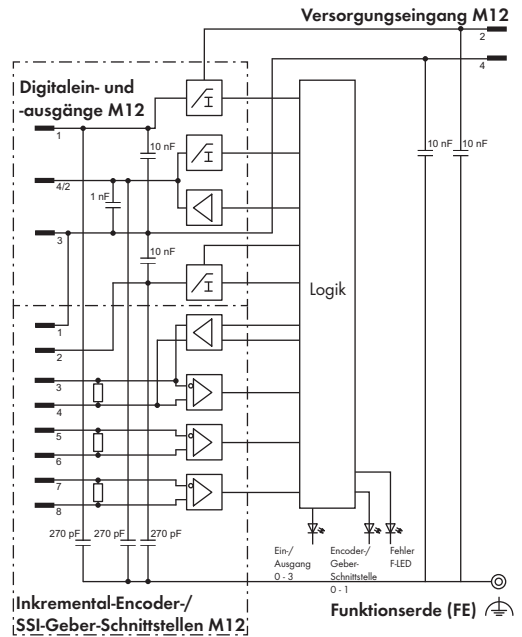 Versorgungseingang M12
2
4
Digitalein- und
-ausgänge M12
1
10 nF
10 nF
10 nF
4/2
1 nF
3
10 nF
Logik
1
2
3
4
5
6
7
8
270 pF
270 pF
270 pF
Ein-/
Ausgang
0 - 3
Encoder-/
Geber-
Schnittstelle
0 - 1
Fehler
F-LED
Inkremental-Encoder-/
SSI-Geber-Schnittstellen M12
Funktionserde (FE)